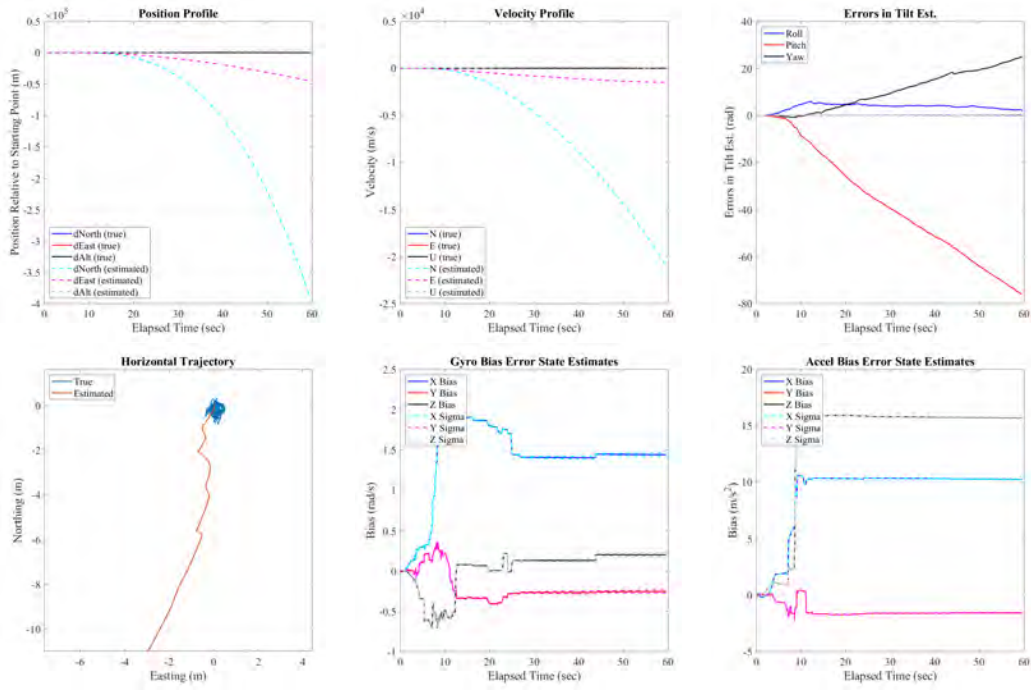 Position Profile
×10⁵
0.5
0
-0.5
-1
-1.5
-2
-2.5
-3
-3.5
-4
Position Relative to Starting Point (m)
dNorth (true)
dEast (true)
dAlt (true)
dNorth (estimated)
dEast (estimated)
dAlt (estimated)
0 10 20 30 40 50 60
Elapsed Time (sec)
Velocity Profile
×10⁴
0.5
0
-0.5
-1
-1.5
-2
-2.5
Velocity (m/s)
N (true)
E (true)
U (true)
N (estimated)
E (estimated)
U (estimated)
0 10 20 30 40 50 60
Elapsed Time (sec)
Errors in Tilt Est.
40
20
0
-20
-40
-60
-80
Errors in Tilt Est. (rad)
Roll
Pitch
Yaw
0 10 20 30 40 50 60
Elapsed Time (sec)
Horizontal Trajectory
0
-2
-4
-6
-8
-10
Northing (m)
True
Estimated
-6 -4 -2 0 2 4
Easting (m)
Gyro Bias Error State Estimates
2.5
2
1.5
1
0.5
0
-0.5
-1
Bias (rad/s)
X Bias
Y Bias
Z Bias
X Sigma
Y Sigma
Z Sigma
0 10 20 30 40 50 60
Elapsed Time (sec)
Accel Bias Error State Estimates
20
15
10
5
0
-5
Bias (m/s²)
X Bias
Y Bias
Z Bias
X Sigma
Y Sigma
Z Sigma
0 10 20 30 40 50 60
Elapsed Time (sec)